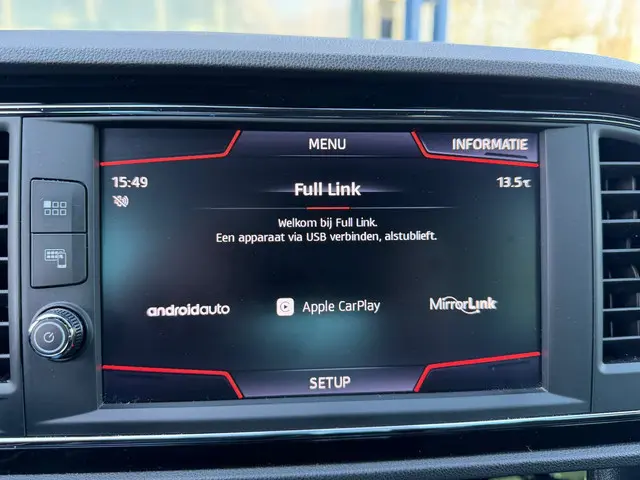 MENU
INFORMATIE
15:49
Full Link
13.5℃
Welkom bij Full Link.
Een apparaat via USB verbinden, alstublieft.
androidauto
Apple CarPlay
MirrorLink
SETUP